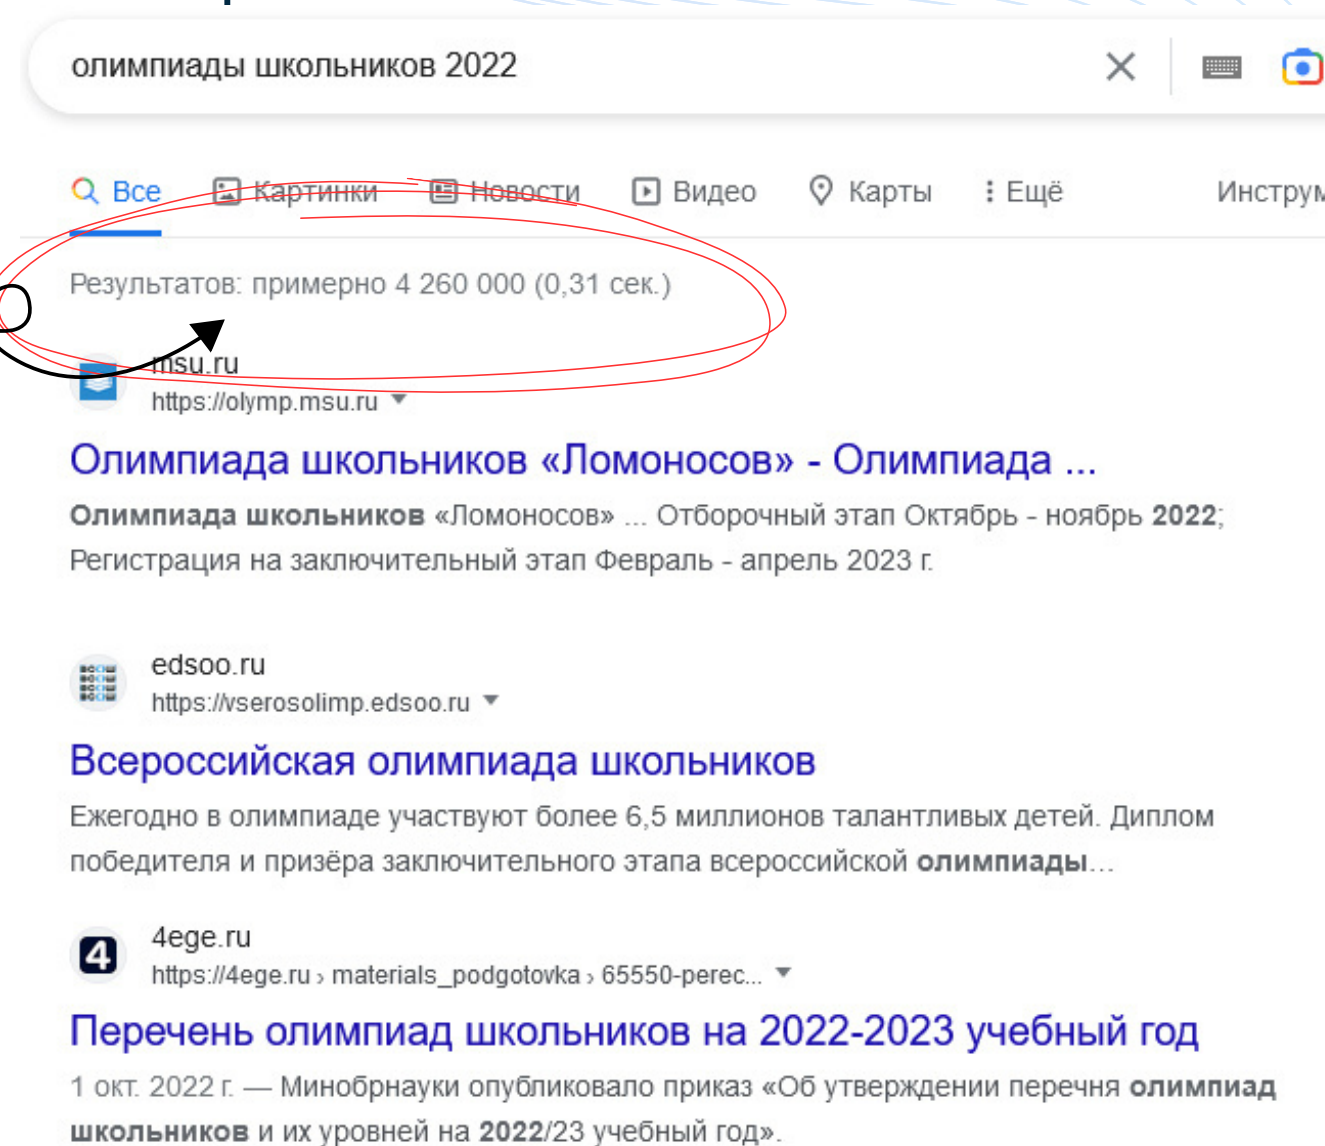 олимпиады школьников 2022
Все Картинки Новости Видео Карты Ещё
Результатов: примерно 4 260 000 (0,31 сек.)
msu.ru
https://olymp.msu.ru
Олимпиада школьников «Ломоносов» - Олимпиада ...
Олимпиада школьников «Ломоносов» ... Отборочный этап Октябрь - ноябрь 2022;
Регистрация на заключительный этап Февраль - апрель 2023 г.
edsoo.ru
https://vserosolimp.edsoo.ru
Всероссийская олимпиада школьников
Ежегодно в олимпиаде участвуют более 6,5 миллионов талантливых детей. Диплом
победителя и призёра заключительного этапа всероссийской олимпиады...
4
4ege.ru
https://4ege.ru › materials_podgotovka › 65550-perec...
Перечень олимпиад школьников на 2022-2023 учебный год
1 окт. 2022 г. — Минобрнауки опубликовало приказ «Об утверждении перечня олимпиад
школьников и их уровней на 2022/23 учебный год».